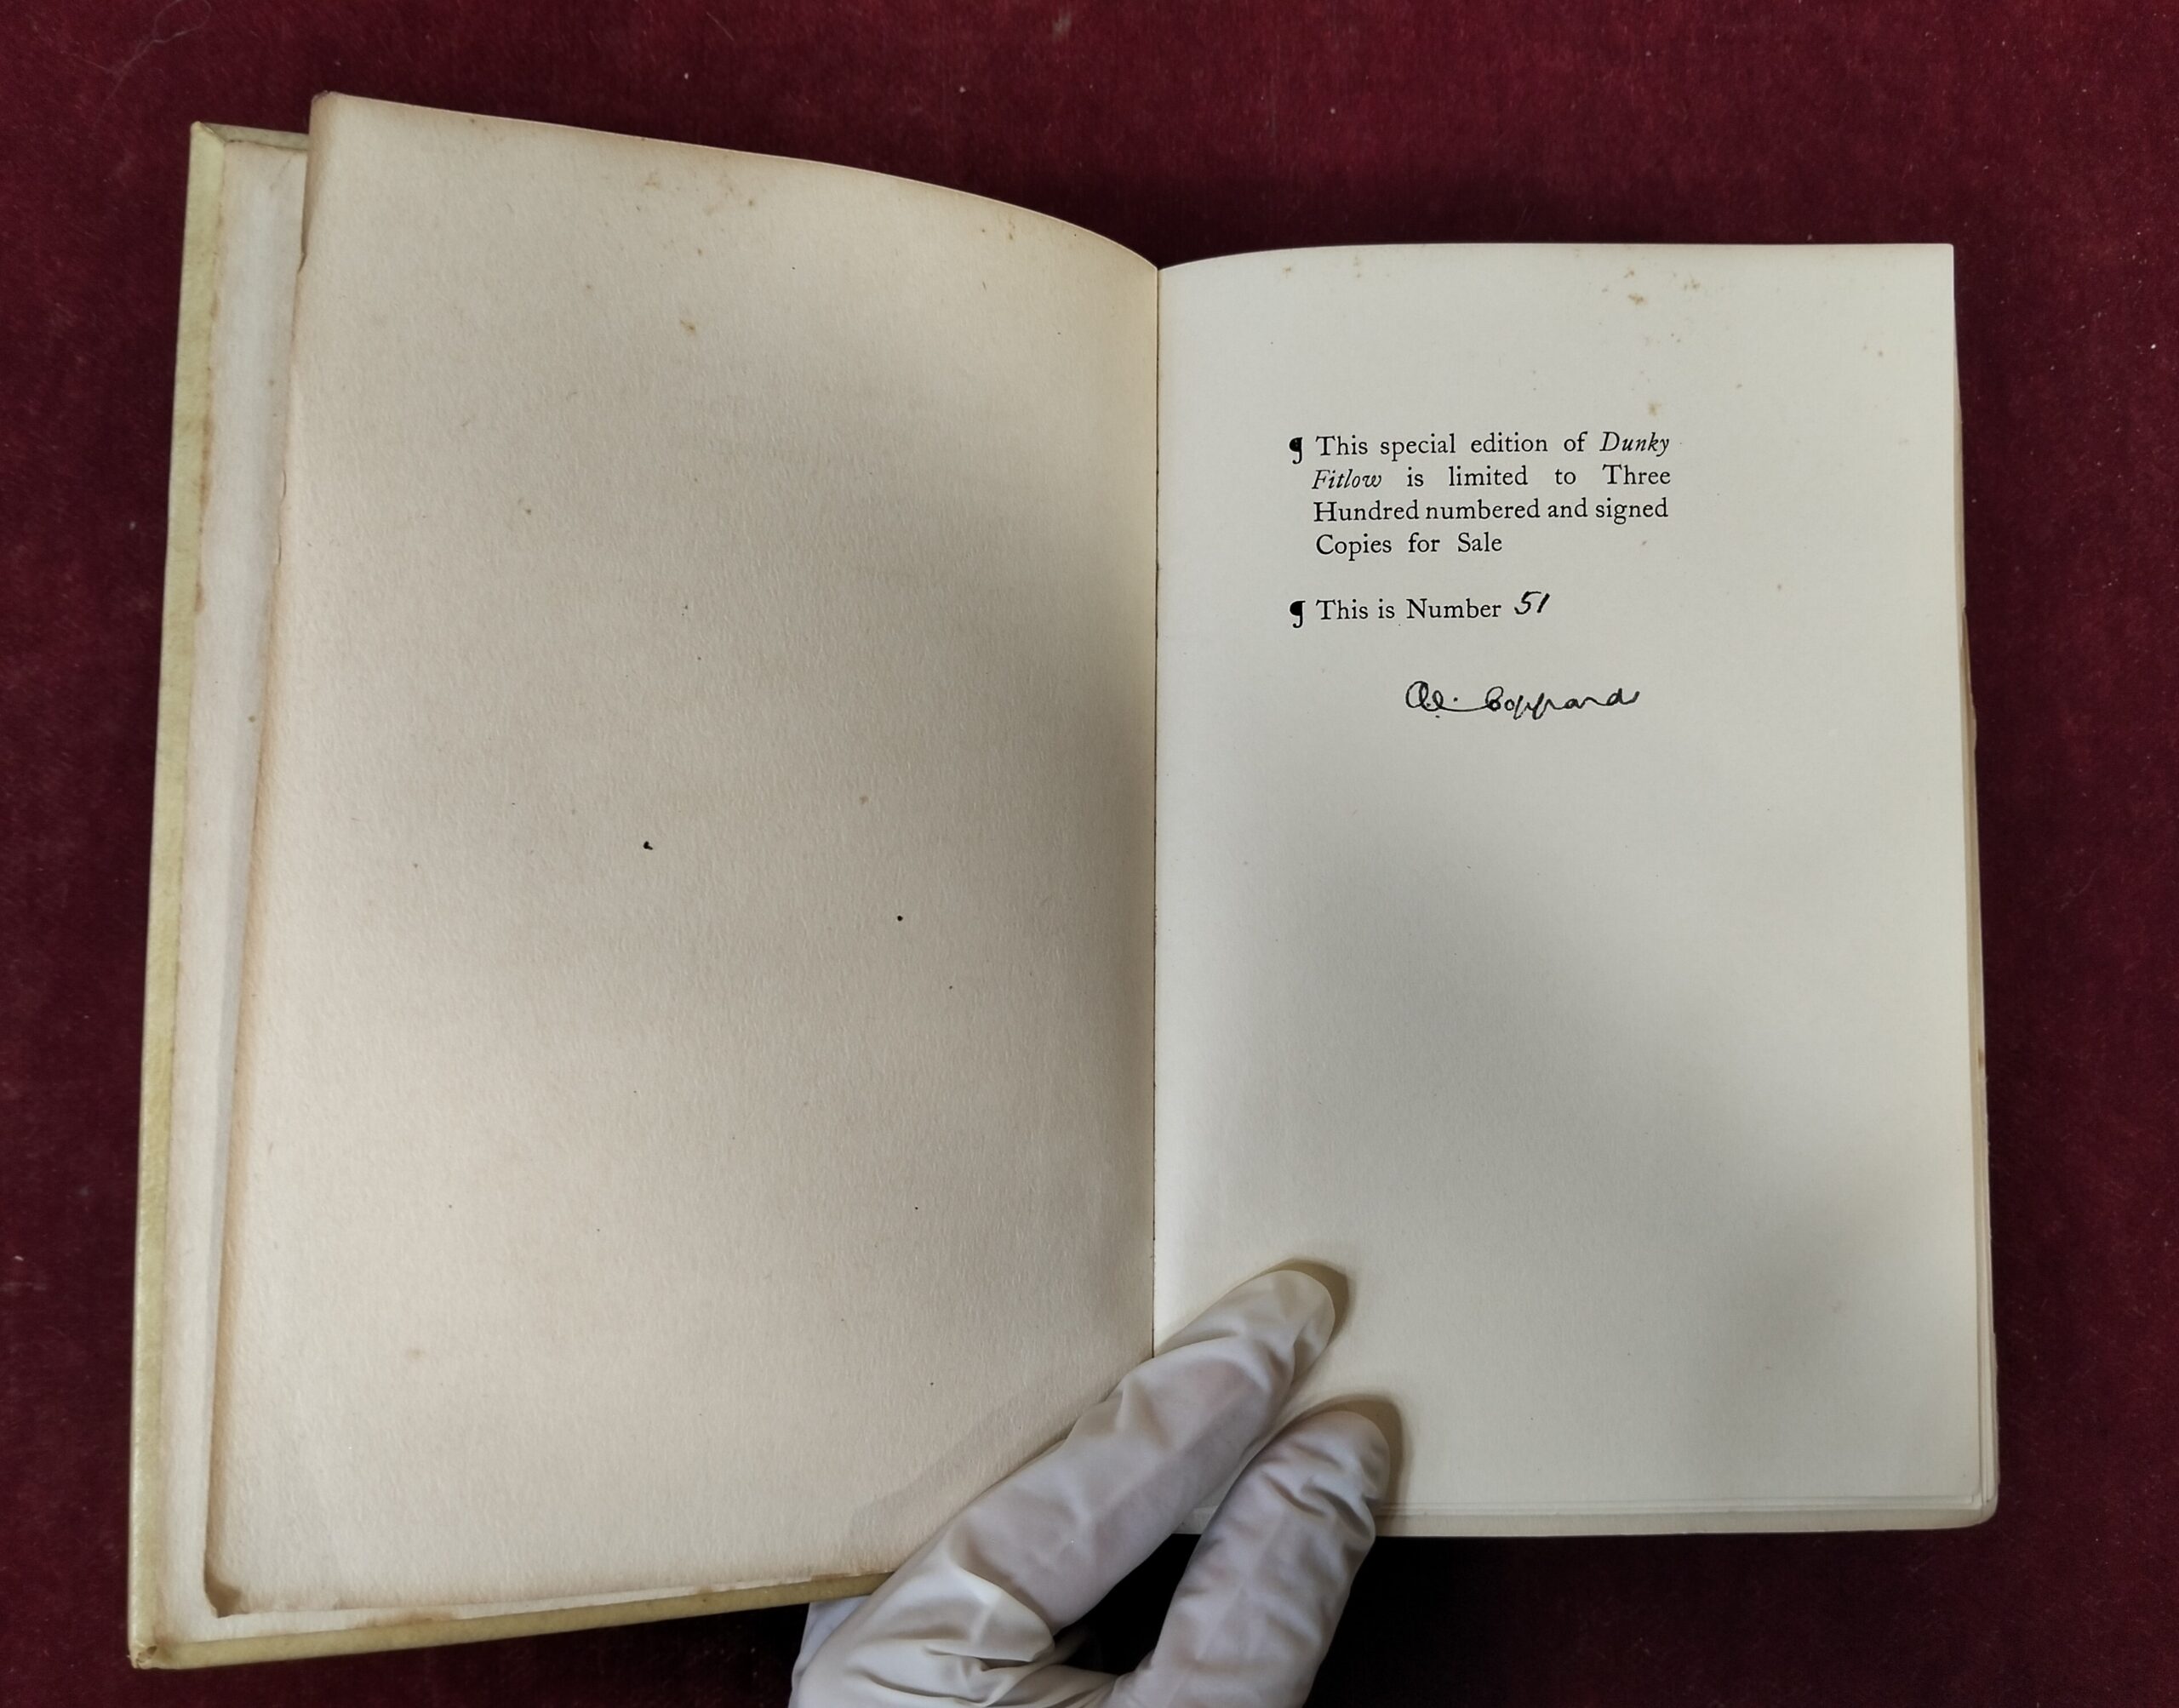 ¶ This special edition of Dunky
Fitlow is limited to Three
Hundred numbered and signed
Copies for Sale
¶ This is Number 51
A.E. Coppard